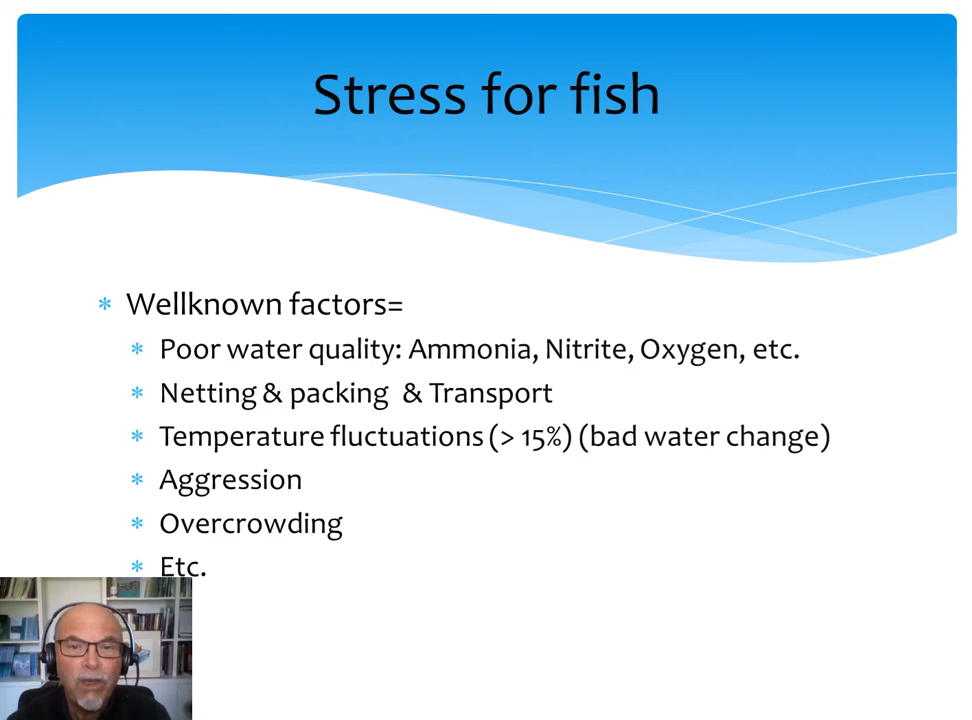 Stress for fish
* Wellknown factors=
* Poor water quality: Ammonia, Nitrite, Oxygen, etc.
* Netting & packing & Transport
* Temperature fluctuations (> 15%) (bad water change)
* Aggression
* Overcrowding
* Etc.